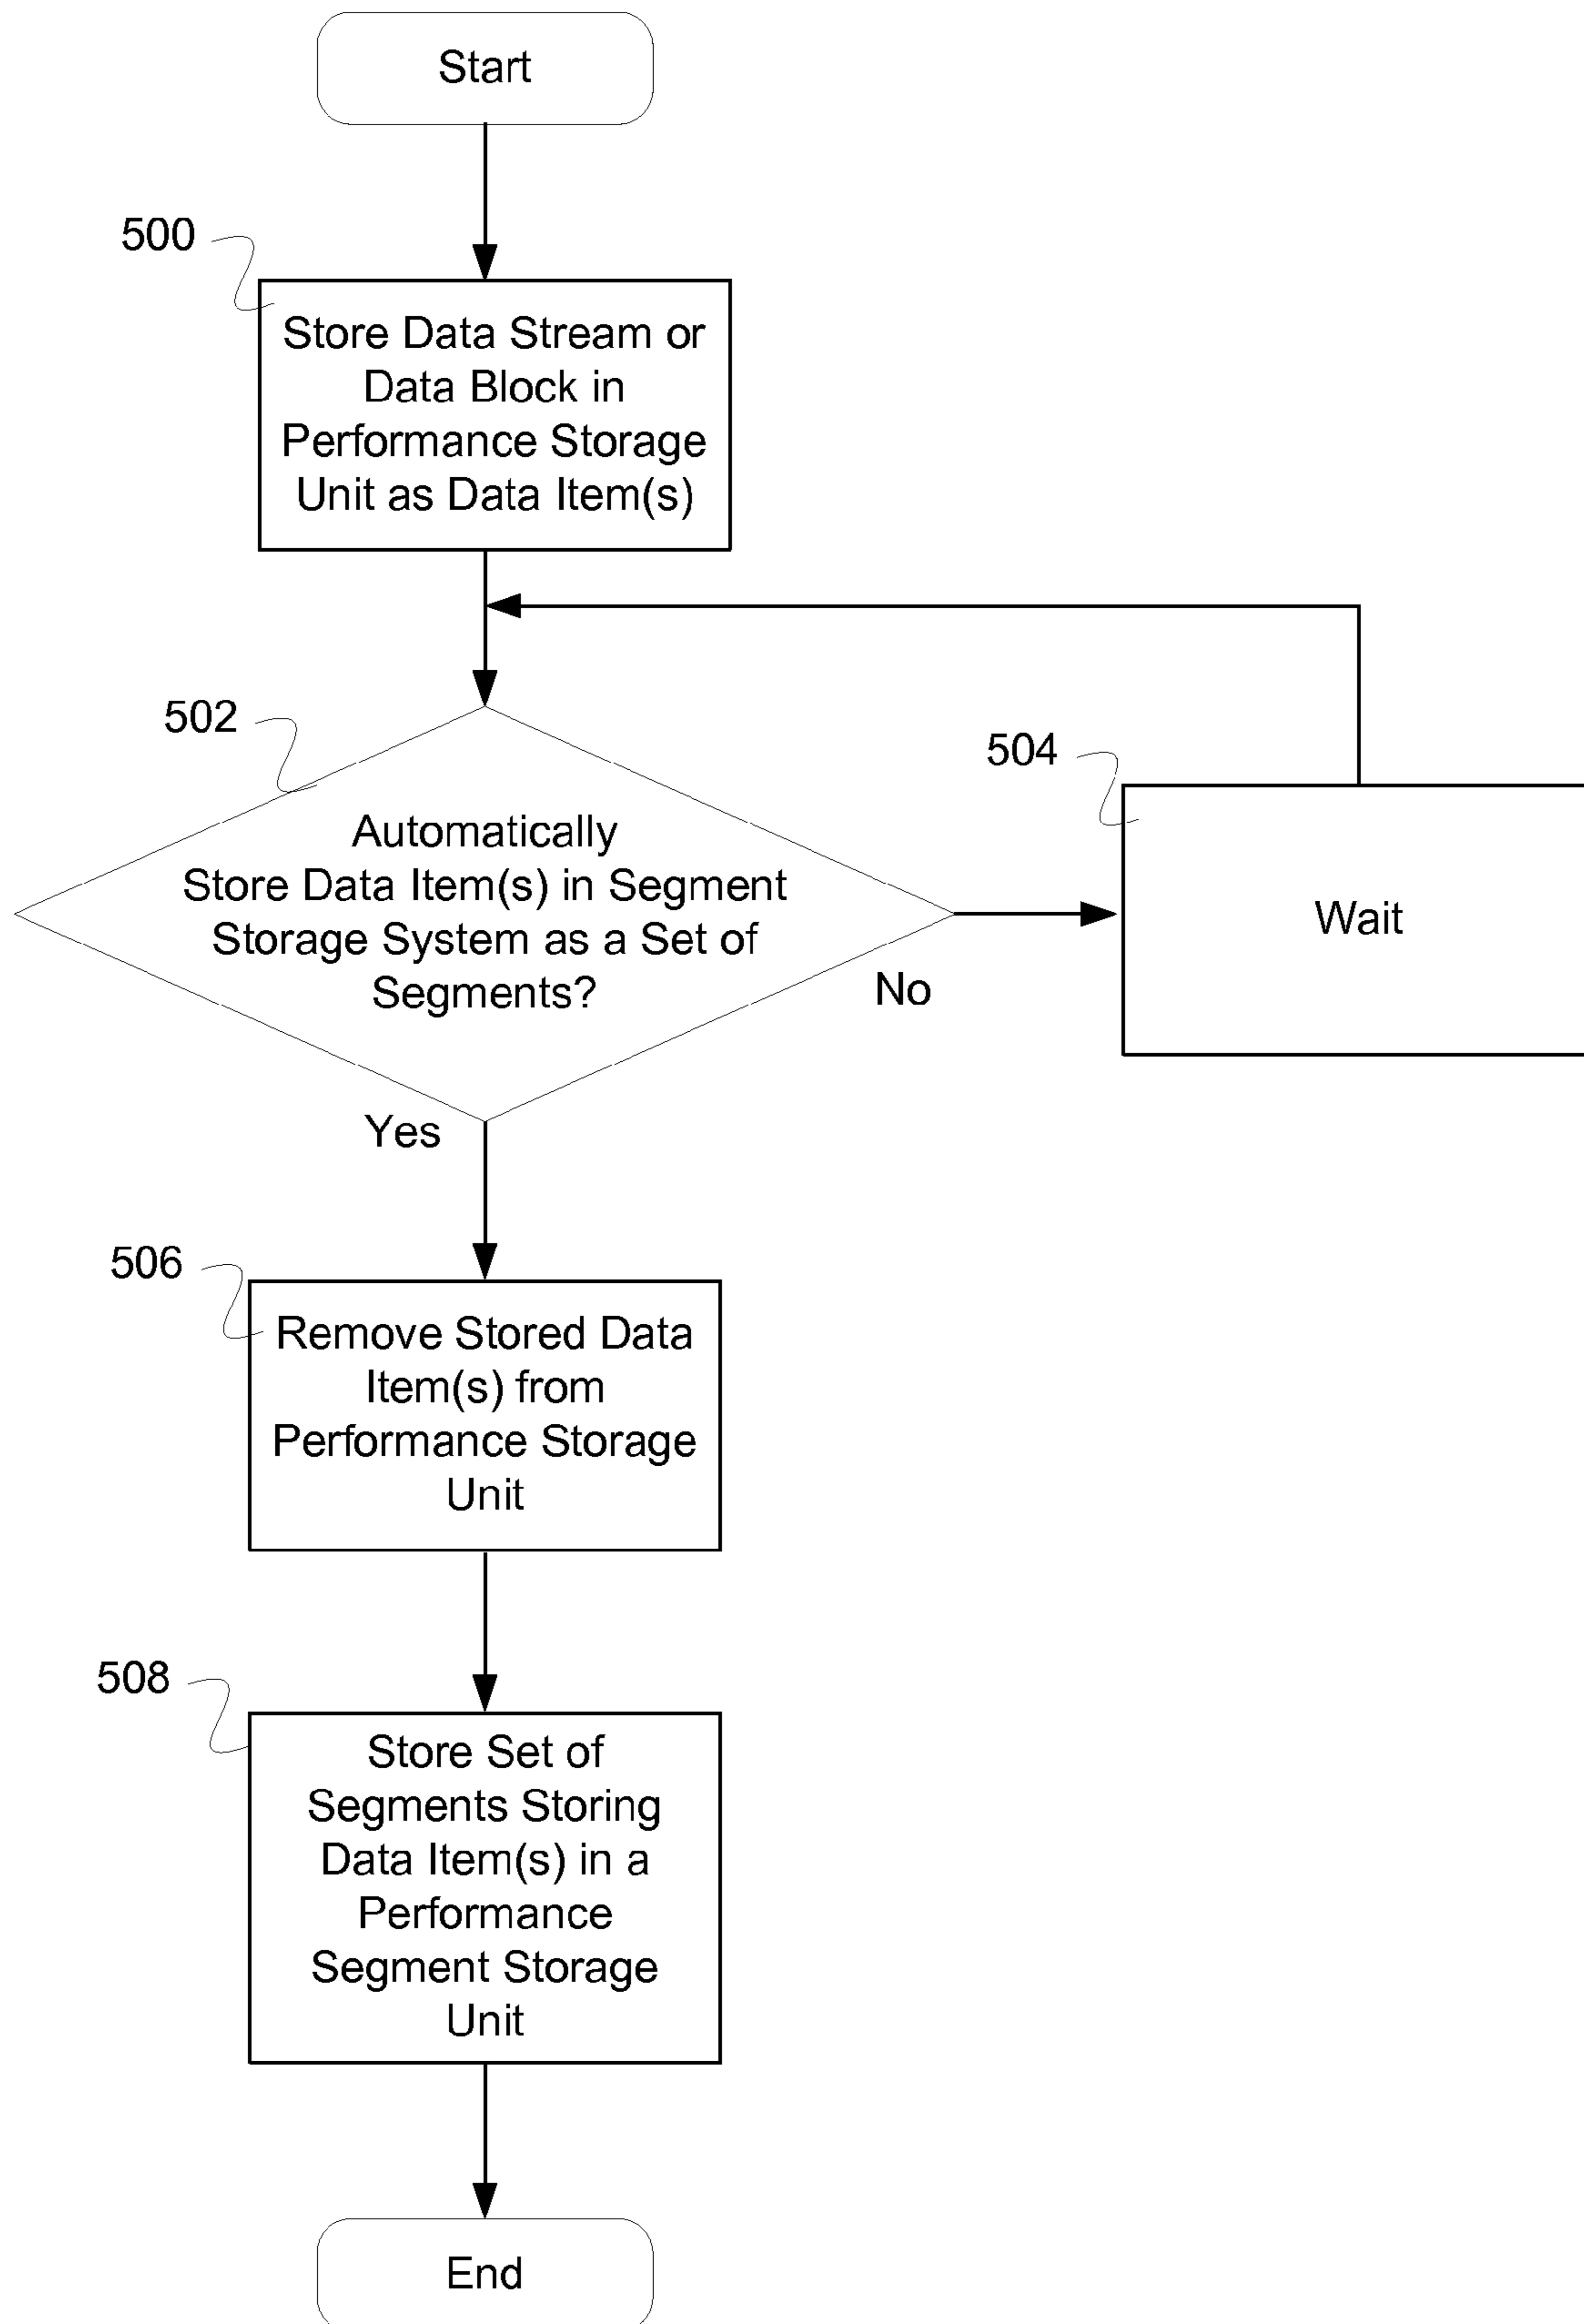 Start
500
Store Data Stream or
Data Block in
Performance Storage
Unit as Data Item(s)
502
504
Automatically
Store Data Item(s) in Segment
Storage System as a Set of
Segments?
Wait
No
Yes
506
Remove Stored Data
Item(s) from
Performance Storage
Unit
508
Store Set of
Segments Storing
Data Item(s) in a
Performance
Segment Storage
Unit
End